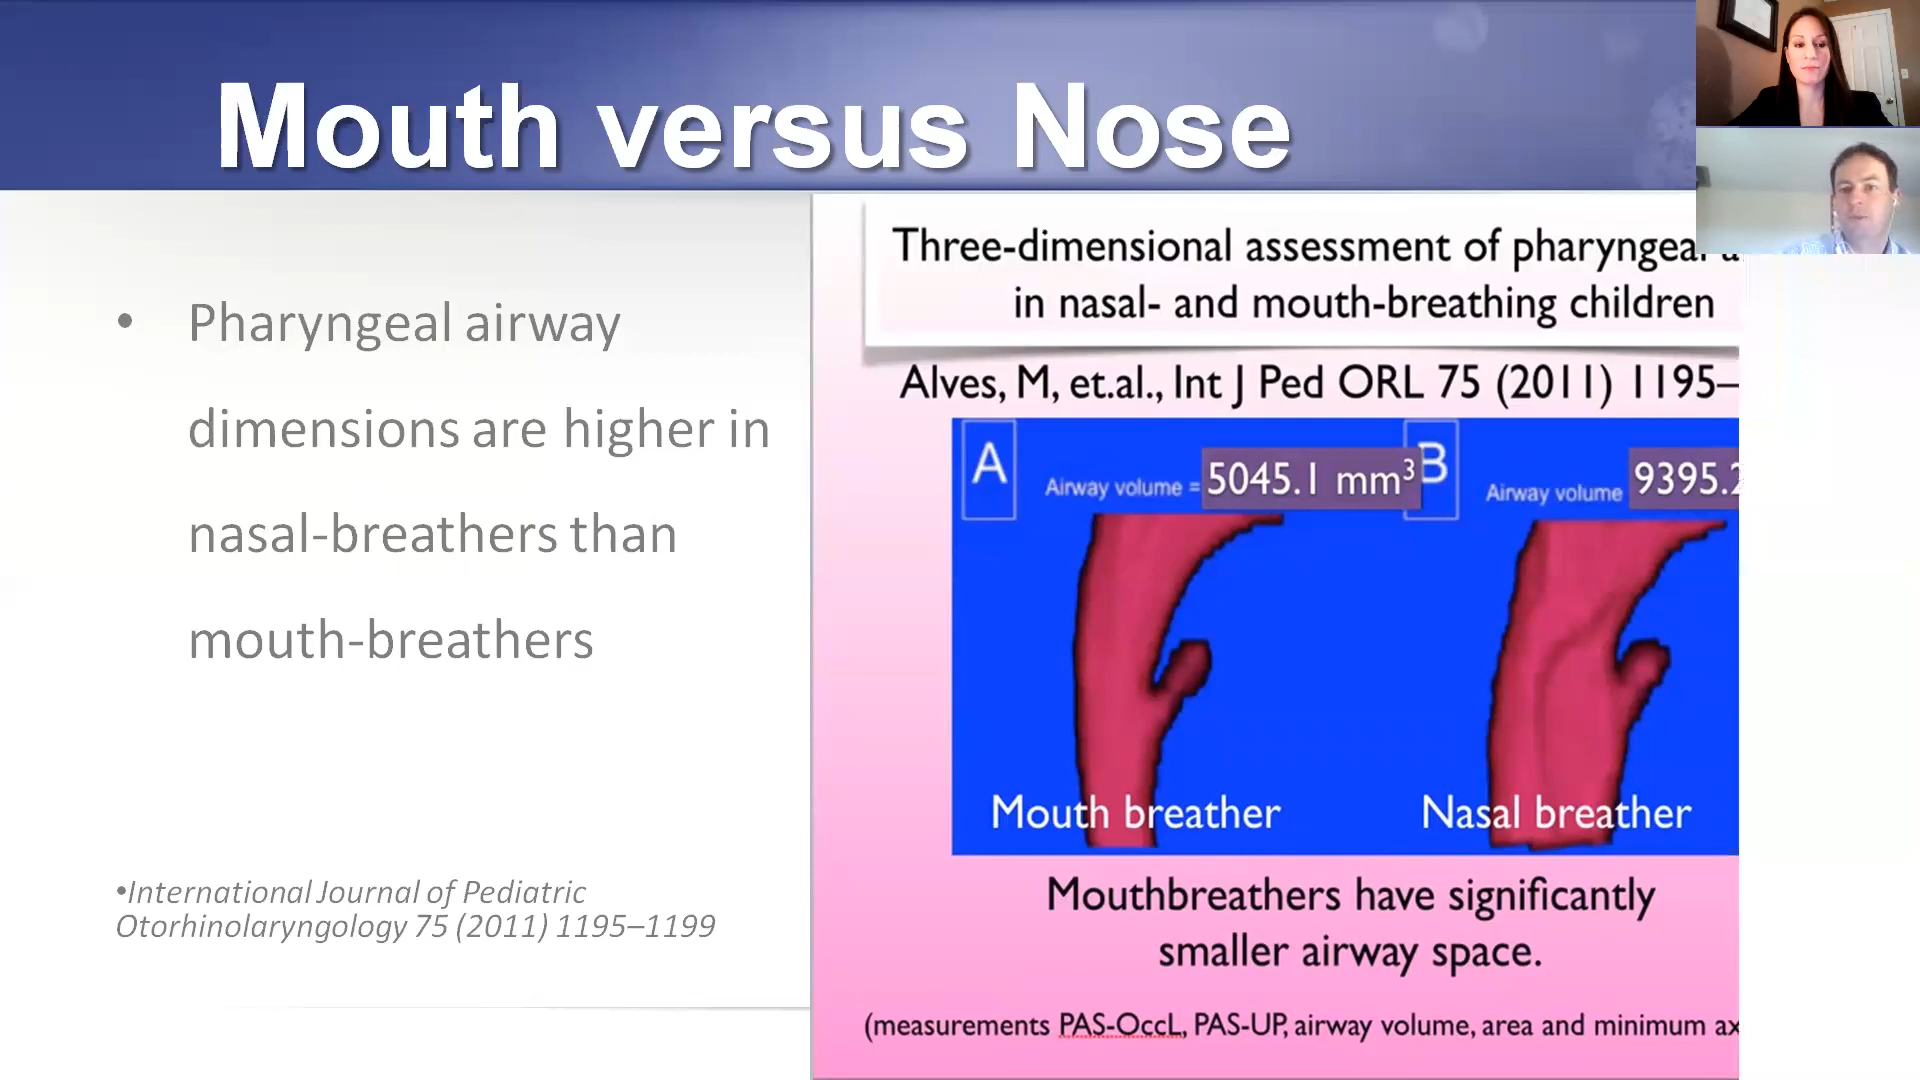 Mouth versus Nose
• Pharyngeal airway
dimensions are higher in
nasal-breathers than
mouth-breathers
•International Journal of Pediatric
Otorhinolaryngology 75 (2011) 1195–1199
Three-dimensional assessment of pharyngeal
in nasal- and mouth-breathing children
Alves, M, et.al., Int J Ped ORL 75 (2011) 1195–
A
Airway volume = 5045.1 mm³
B
Airway volume 9395.2
Mouth breather
Nasal breather
Mouthbreathers have significantly
smaller airway space.
(measurements PAS-OccL, PAS-UP, airway volume, area and minimum